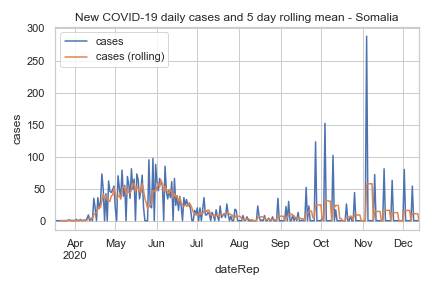 New COVID-19 daily cases and 5 day rolling mean - Somalia
cases
cases (rolling)
300
250
200
150
100
50
0
cases
Apr May Jun Jul Aug Sep Oct Nov Dec
2020
dateRep